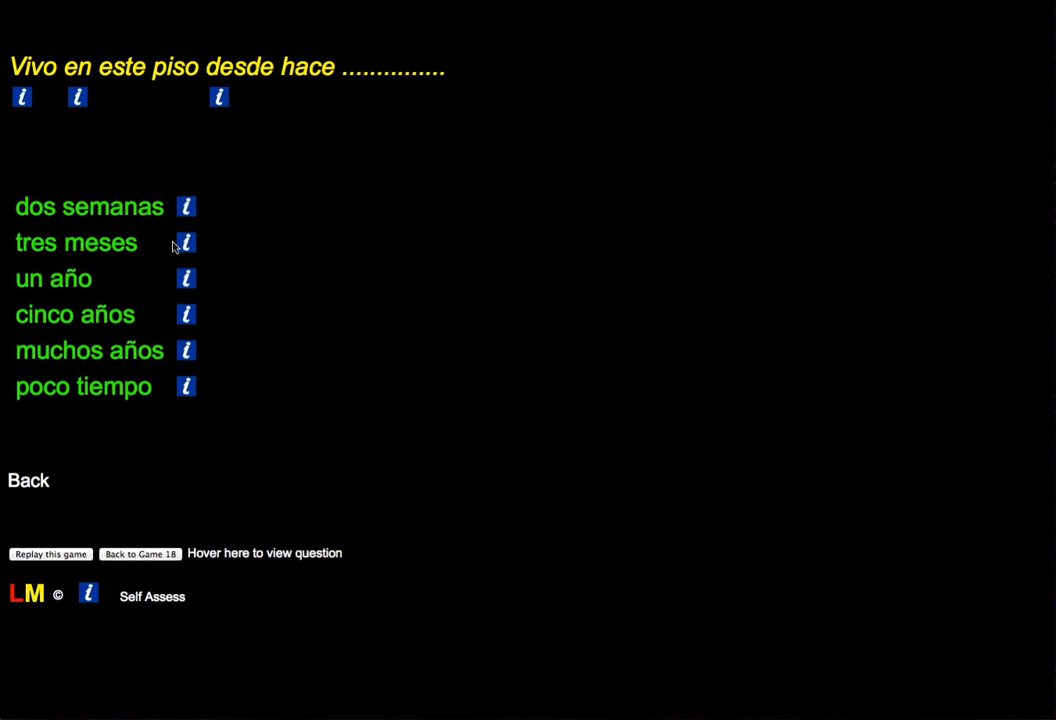 Vivo en este piso desde hace ...............
i i i
dos semanas i
tres meses i
un año i
cinco años i
muchos años i
poco tiempo i
Back
Replay this game Back to Game 18 Hover here to view question
LM © i Self Assess